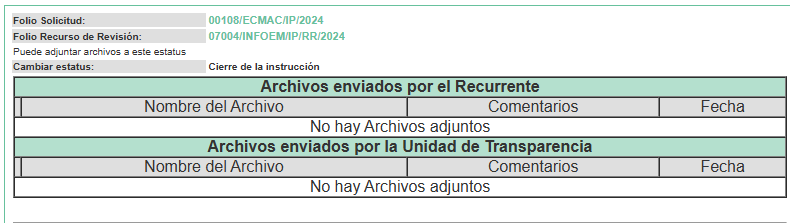 Folio Solicitud: 00108/ECMAC/IP/2024
Folio Recurso de Revisión: 07004/INFOEM/IP/RR/2024
Puede adjuntar archivos a este estatus
Cambiar estatus: Cierre de la instrucción
Archivos enviados por el Recurrente
Nombre del Archivo Comentarios Fecha
No hay Archivos adjuntos
Archivos enviados por la Unidad de Transparencia
Nombre del Archivo Comentarios Fecha
No hay Archivos adjuntos